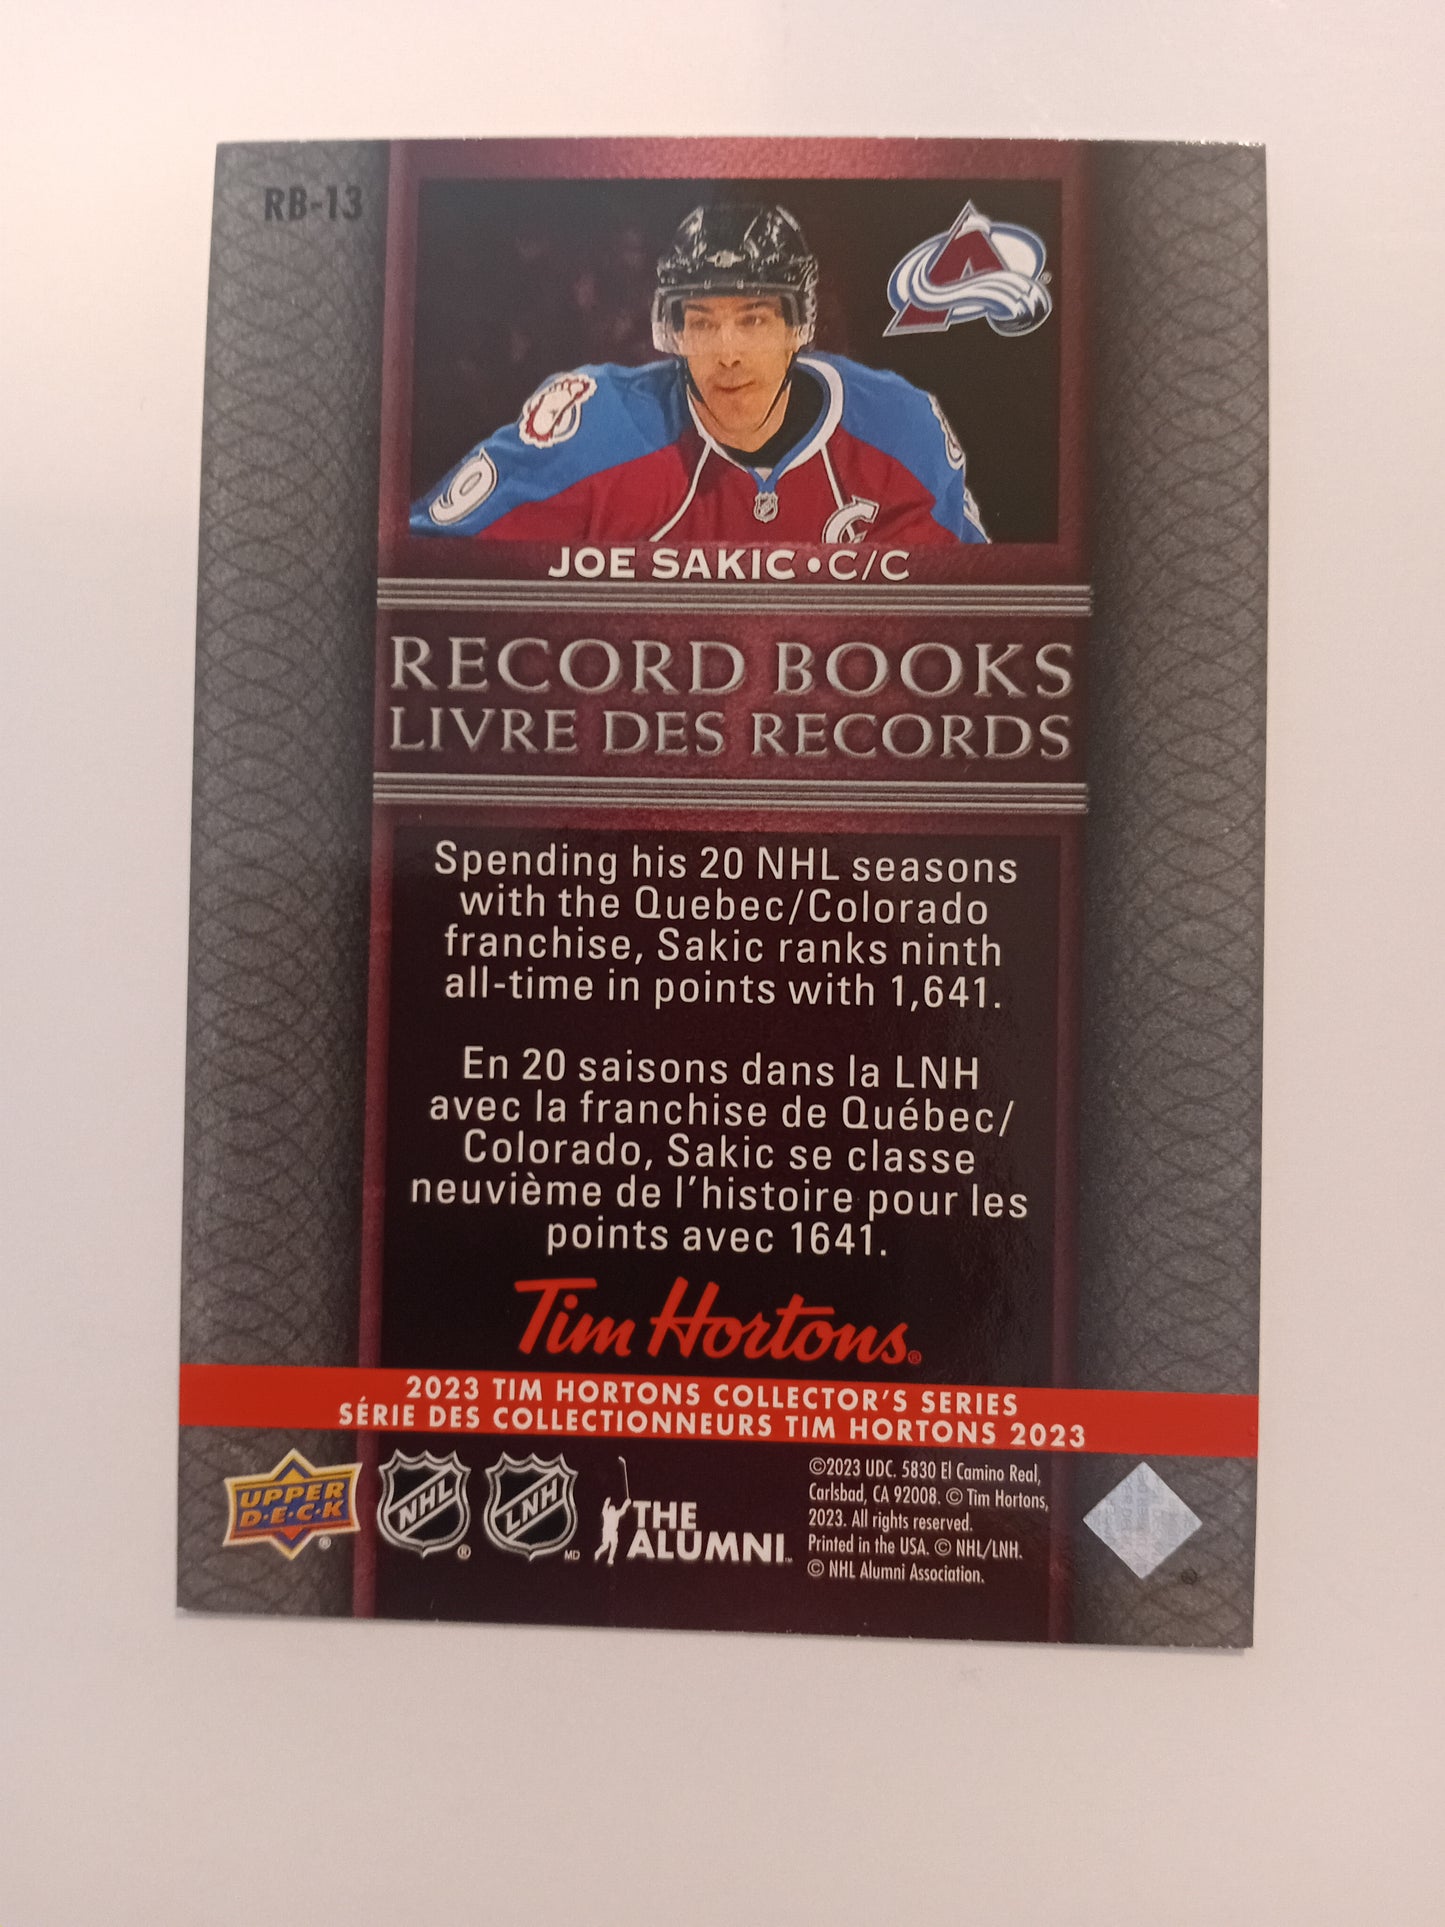 RB-13
A
9
C
JOE SAKIC • C/C
RECORD BOOKS
LIVRE DES RECORDS
Spending his 20 NHL seasons
with the Quebec/Colorado
franchise, Sakic ranks ninth
all-time in points with 1,641.
En 20 saisons dans la LNH
avec la franchise de Québec/
Colorado, Sakic se classe
neuvième de l'histoire pour les
points avec 1641.
Tim Hortons®
2023 TIM HORTONS COLLECTOR'S SERIES
SÉRIE DES COLLECTIONNEURS TIM HORTONS 2023
UPPER
D·E·C·K ®
NHL ®
LNH MD
THE
ALUMNI™
©2023 UDC. 5830 El Camino Real,
Carlsbad, CA 92008. © Tim Hortons,
2023. All rights reserved.
Printed in the USA. © NHL/LNH.
© NHL Alumni Association.